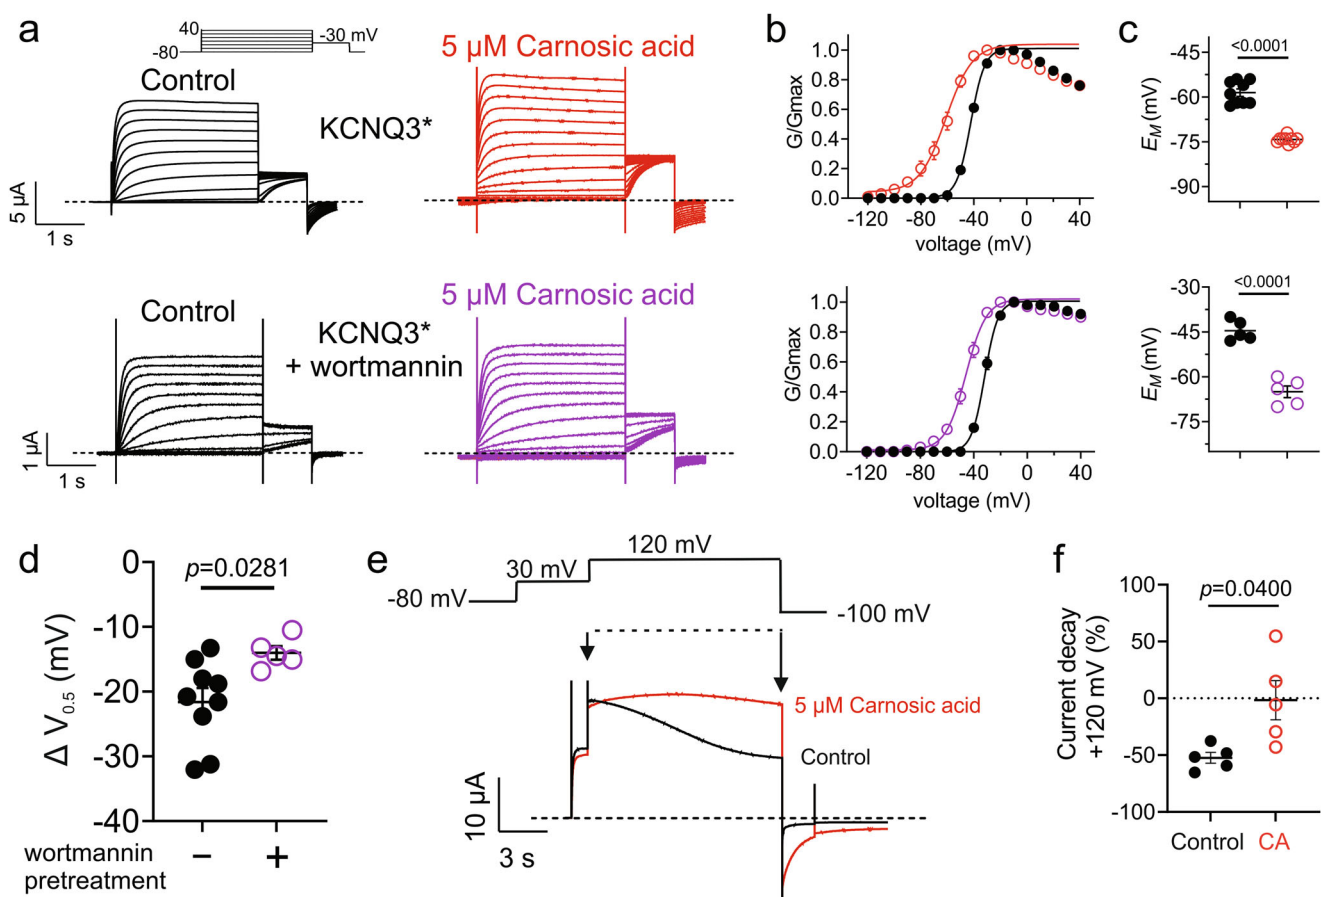 a
40
-80
-30 mV
Control
5 µM Carnosic acid
KCNQ3*
5 µA
1 s
Control
5 µM Carnosic acid
KCNQ3*
+ wortmannin
1 µA
1 s
b
1.0
0.8
0.6
0.4
0.2
0.0
G/Gmax
-120
-80
-40
0
40
voltage (mV)
1.0
0.8
0.6
0.4
0.2
0.0
G/Gmax
-120
-80
-40
0
40
voltage (mV)
c
<0.0001
-45
-60
-75
-90
E_M (mV)
<0.0001
-30
-45
-60
-75
E_M (mV)
d
p=0.0281
0
-10
-20
-30
-40
Δ V0.5 (mV)
wortmannin
pretreatment
−
+
e
120 mV
30 mV
-80 mV
-100 mV
5 µM Carnosic acid
Control
10 µA
3 s
f
p=0.0400
100
50
0
-50
-100
Current decay
+120 mV (%)
Control
CA